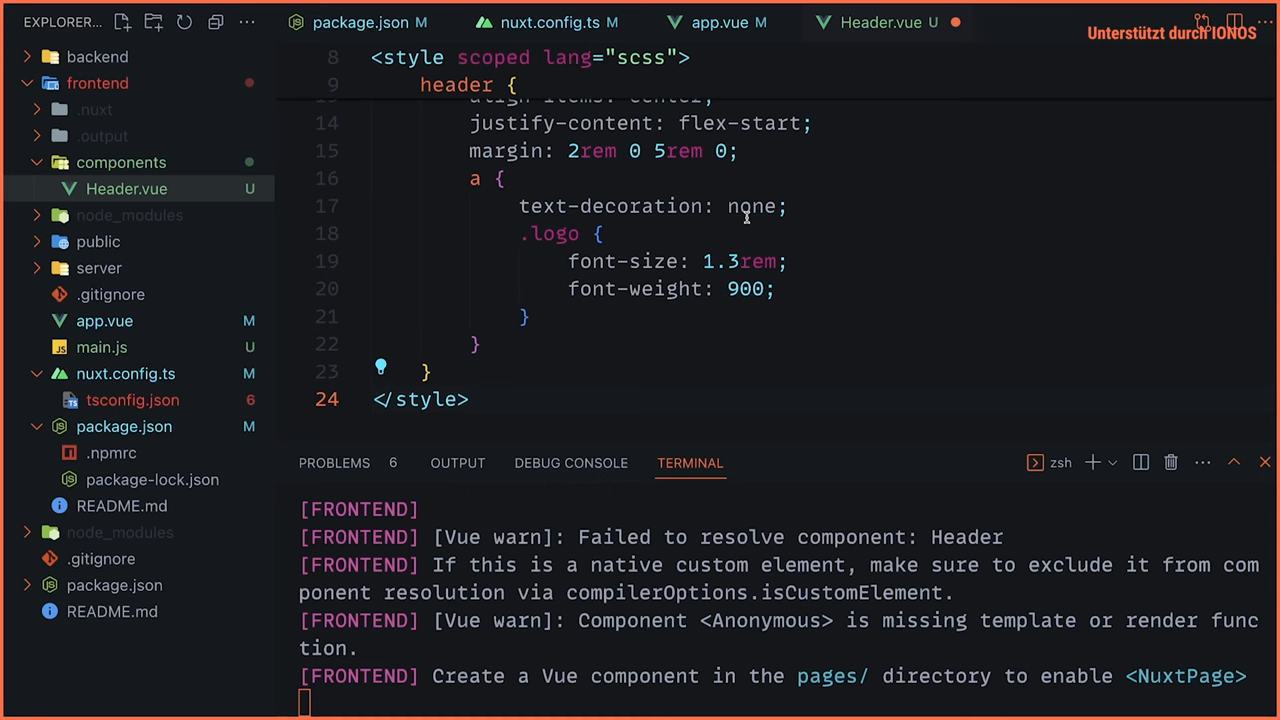 EXPLORER...
package.json M
nuxt.config.ts M
app.vue M
Header.vue U
Unterstützt durch IONOS
backend
frontend
.nuxt
.output
components
Header.vue U
node_modules
public
server
.gitignore
app.vue M
main.js U
nuxt.config.ts M
tsconfig.json 6
package.json M
.npmrc
package-lock.json
README.md
node_modules
.gitignore
package.json
README.md
8 <style scoped lang="scss">
9 header {
align-items: center;
14 justify-content: flex-start;
15 margin: 2rem 0 5rem 0;
16 a {
17 text-decoration: none;
18 .logo {
19 font-size: 1.3rem;
20 font-weight: 900;
21 }
22 }
23 }
24 </style>
PROBLEMS 6 OUTPUT DEBUG CONSOLE TERMINAL
zsh
[FRONTEND]
[FRONTEND] [Vue warn]: Failed to resolve component: Header
[FRONTEND] If this is a native custom element, make sure to exclude it from com
ponent resolution via compilerOptions.isCustomElement.
[FRONTEND] [Vue warn]: Component <Anonymous> is missing template or render func
tion.
[FRONTEND] Create a Vue component in the pages/ directory to enable <NuxtPage>